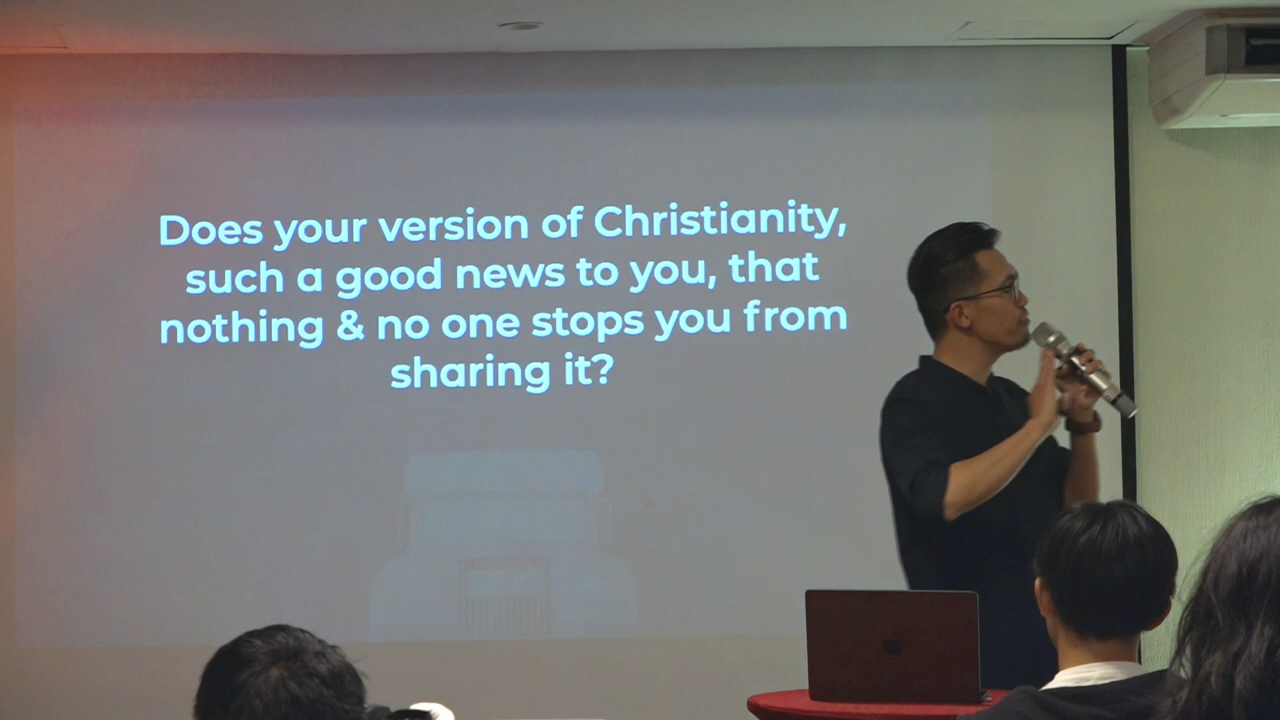 Does your version of Christianity,
such a good news to you, that
nothing & no one stops you from
sharing it?